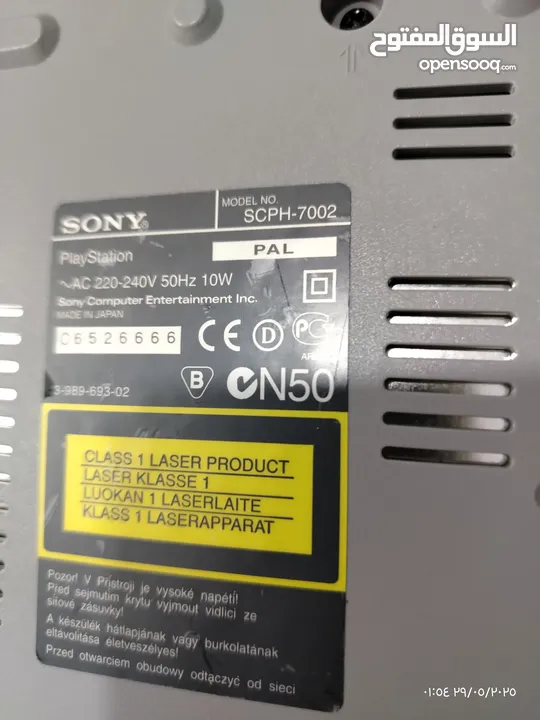 السوق المفتوح
opensooq.com
MODEL NO.
SONY®
SCPH-7002
PAL
PlayStation
~AC 220-240V 50Hz 10W
Sony Computer Entertainment Inc.
MADE IN JAPAN
C6526666
CE D PG
B N50
3-989-693-02
CLASS 1 LASER PRODUCT
LASER KLASSE 1
LUOKAN 1 LASERLAITE
KLASS 1 LASERAPPARAT
Pozor! V Přístroji je vysoké napětí!
Před sejmutím krytu vyjmout vidlici ze
síťové zásuvky!
A készülék hátlapjának vagy burkolatának
eltávolítása életveszélyes!
Przed otwarciem obudowy odłączyć od sieci
٠١:٥٤ ٢٩/٠٥/٢٠٢٥